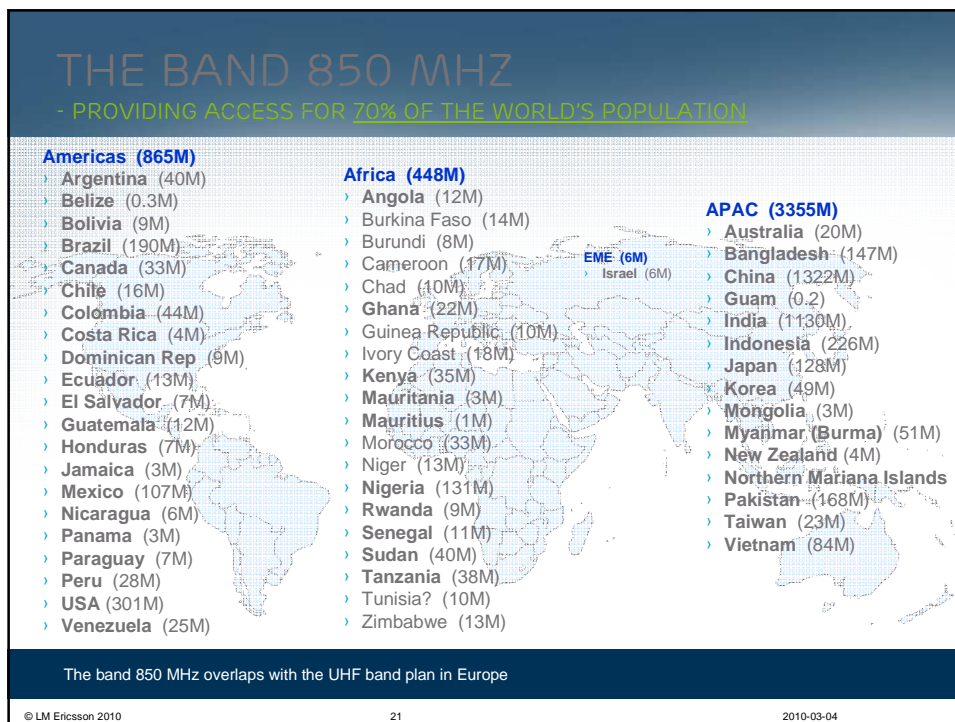 THE BAND 850 MHZ
- PROVIDING ACCESS FOR 70% OF THE WORLD'S POPULATION
Americas (865M)
› Argentina (40M)
› Belize (0.3M)
› Bolivia (9M)
› Brazil (190M)
› Canada (33M)
› Chile (16M)
› Colombia (44M)
› Costa Rica (4M)
› Dominican Rep (9M)
› Ecuador (13M)
› El Salvador (7M)
› Guatemala (12M)
› Honduras (7M)
› Jamaica (3M)
› Mexico (107M)
› Nicaragua (6M)
› Panama (3M)
› Paraguay (7M)
› Peru (28M)
› USA (301M)
› Venezuela (25M)
Africa (448M)
› Angola (12M)
› Burkina Faso (14M)
› Burundi (8M)
› Cameroon (17M)
› Chad (10M)
› Ghana (22M)
› Guinea Republic (10M)
› Ivory Coast (18M)
› Kenya (35M)
› Mauritania (3M)
› Mauritius (1M)
› Morocco (33M)
› Niger (13M)
› Nigeria (131M)
› Rwanda (9M)
› Senegal (11M)
› Sudan (40M)
› Tanzania (38M)
› Tunisia? (10M)
› Zimbabwe (13M)
EME (6M)
› Israel (6M)
APAC (3355M)
› Australia (20M)
› Bangladesh (147M)
› China (1322M)
› Guam (0.2)
› India (1130M)
› Indonesia (226M)
› Japan (128M)
› Korea (49M)
› Mongolia (3M)
› Myanmar (Burma) (51M)
› New Zealand (4M)
› Northern Mariana Islands
› Pakistan (168M)
› Taiwan (23M)
› Vietnam (84M)
The band 850 MHz overlaps with the UHF band plan in Europe
© LM Ericsson 2010 21 2010-03-04